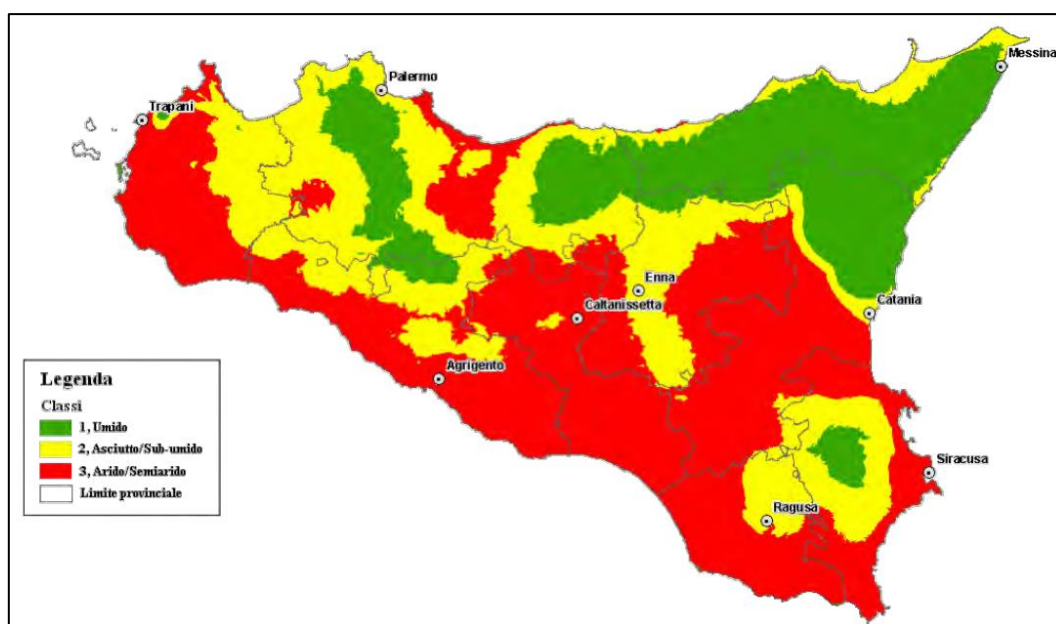 Messina
Palermo
Trapani
Enna
Caltanissetta
Catania
Agrigento
Siracusa
Ragusa
Legenda
Classi
1, Umido
2, Asciutto/Sub-umido
3, Arido/Semiarido
Limite provinciale